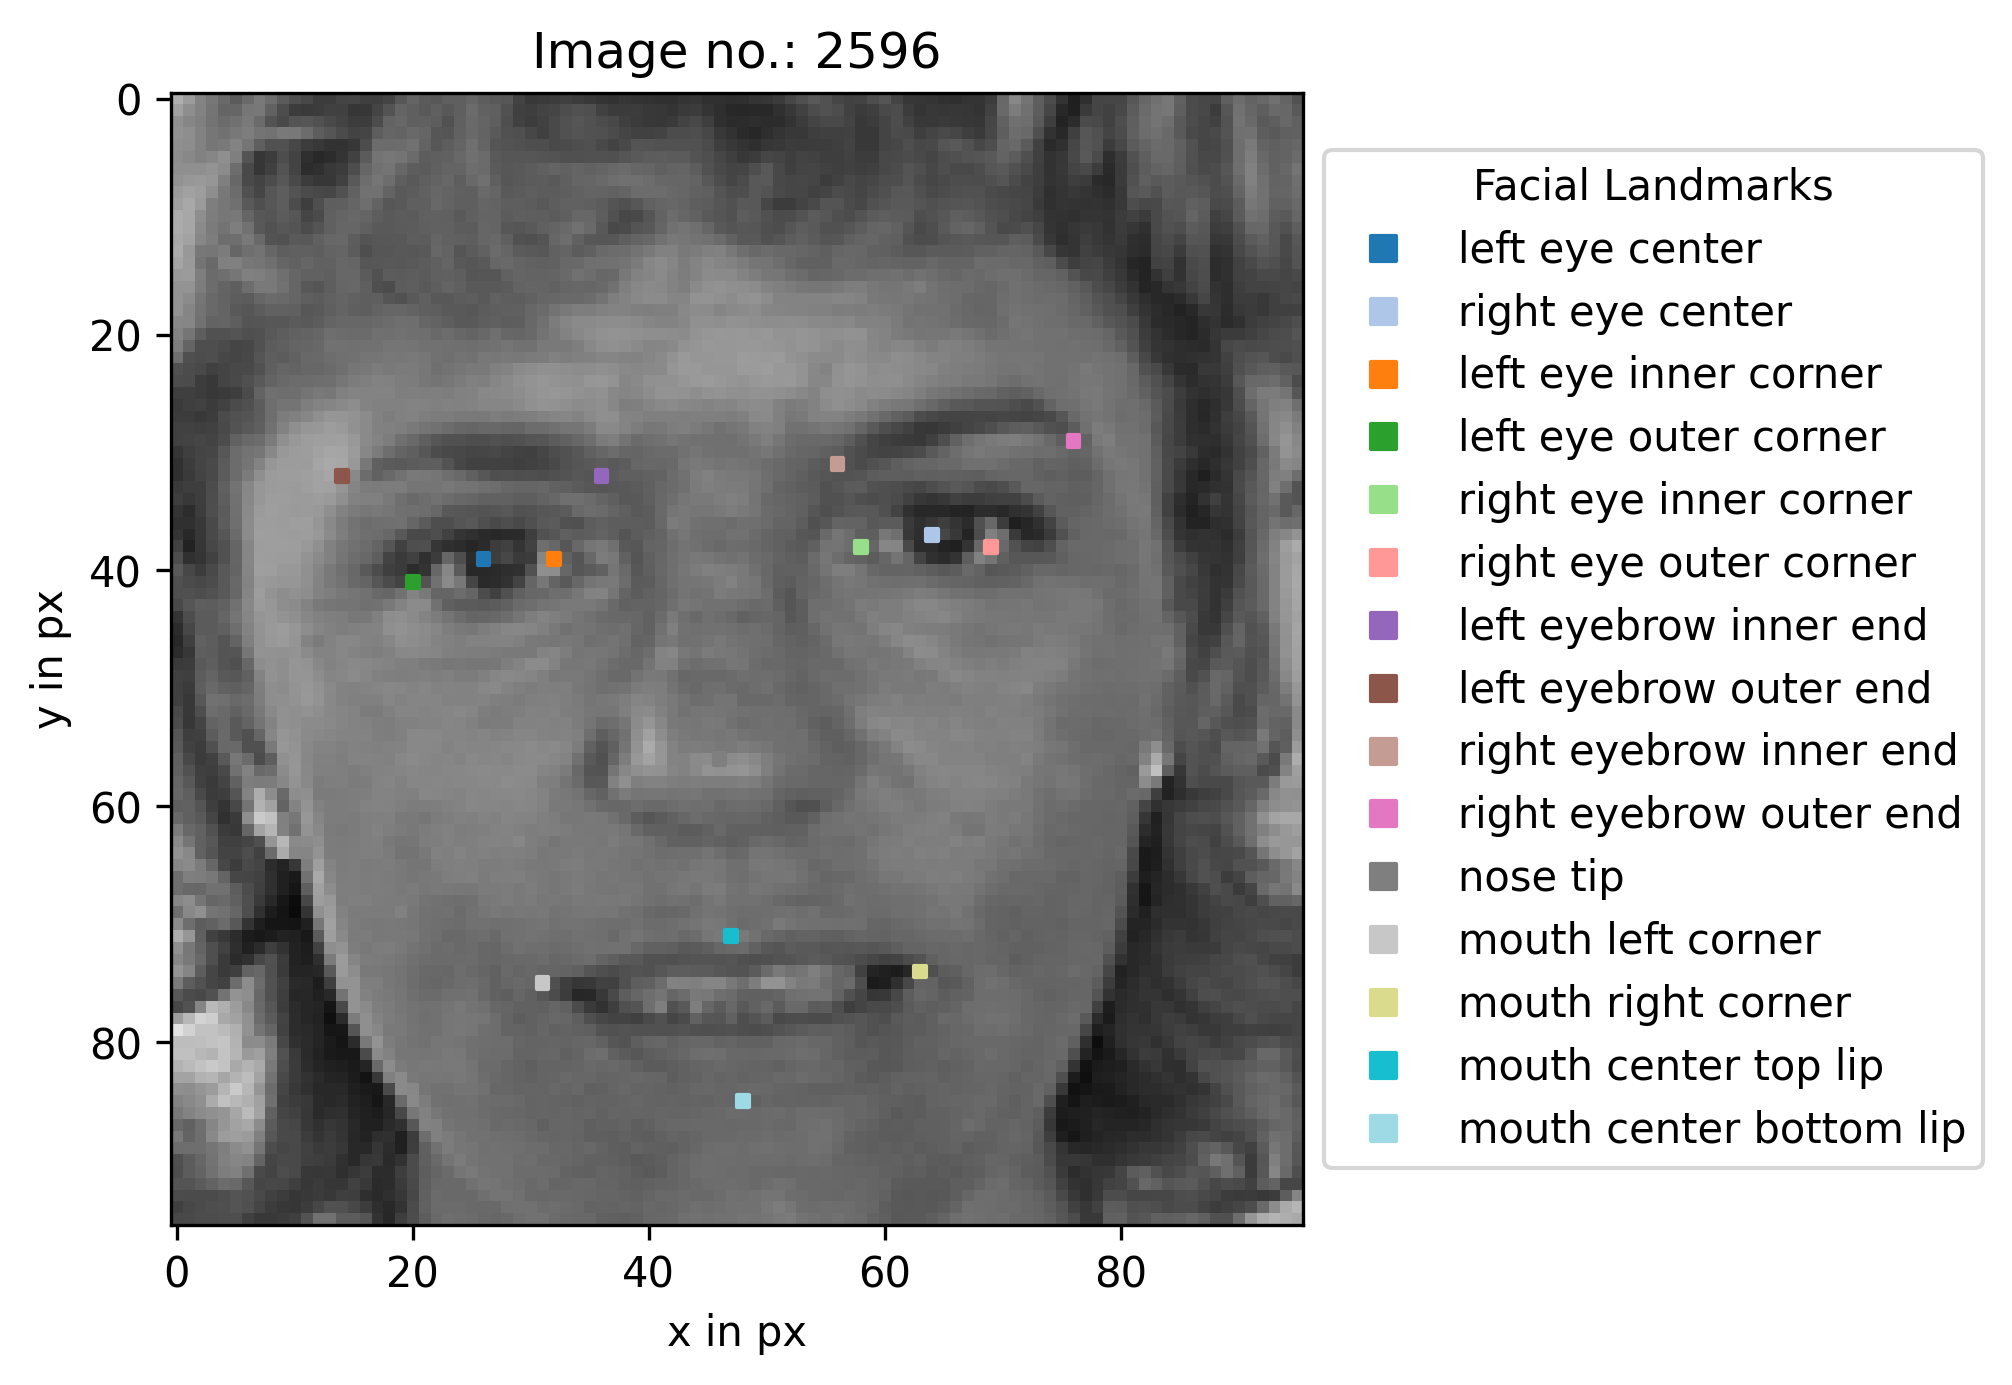 Image no.: 2596
0
20
40
60
80
y in px
0 20 40 60 80
x in px
Facial Landmarks
left eye center
right eye center
left eye inner corner
left eye outer corner
right eye inner corner
right eye outer corner
left eyebrow inner end
left eyebrow outer end
right eyebrow inner end
right eyebrow outer end
nose tip
mouth left corner
mouth right corner
mouth center top lip
mouth center bottom lip